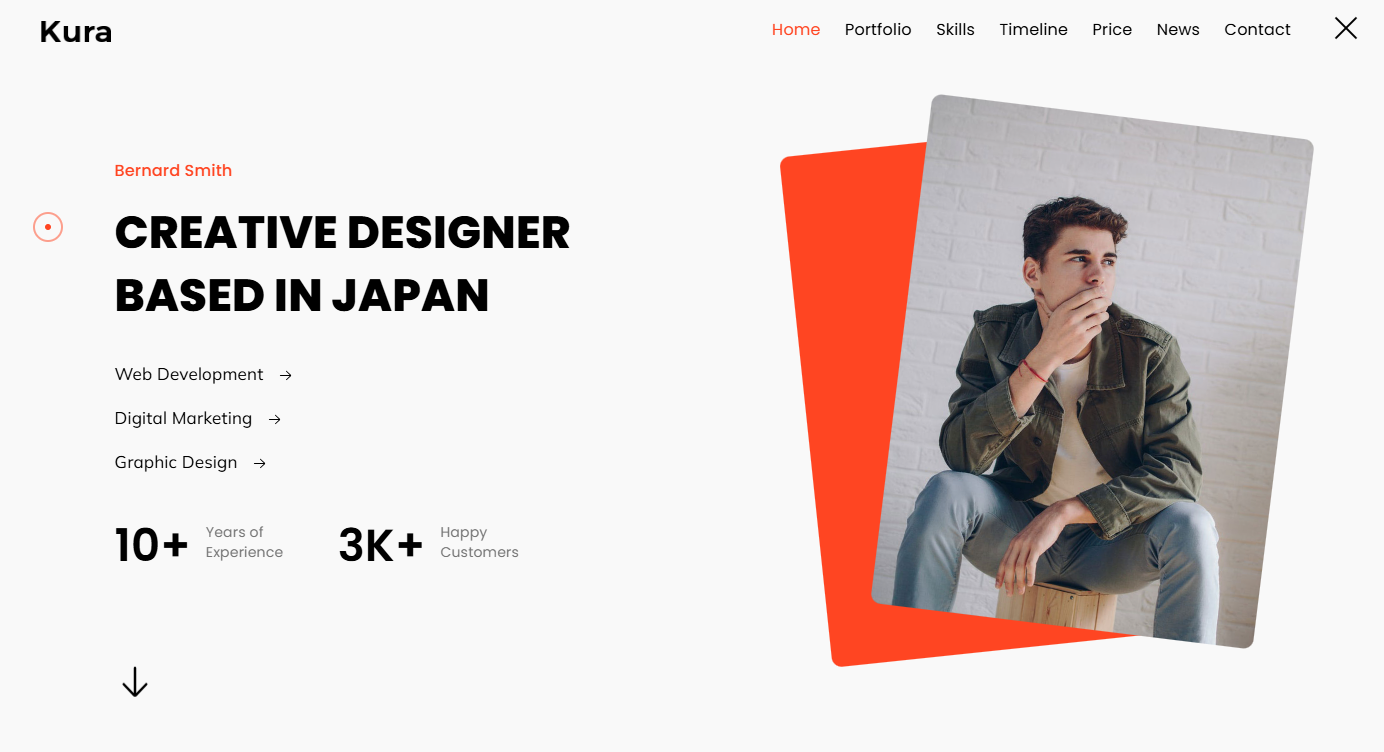 Kura
Home Portfolio Skills Timeline Price News Contact
Bernard Smith
CREATIVE DESIGNER
BASED IN JAPAN
Web Development
Digital Marketing
Graphic Design
10+ Years of Experience
3K+ Happy Customers